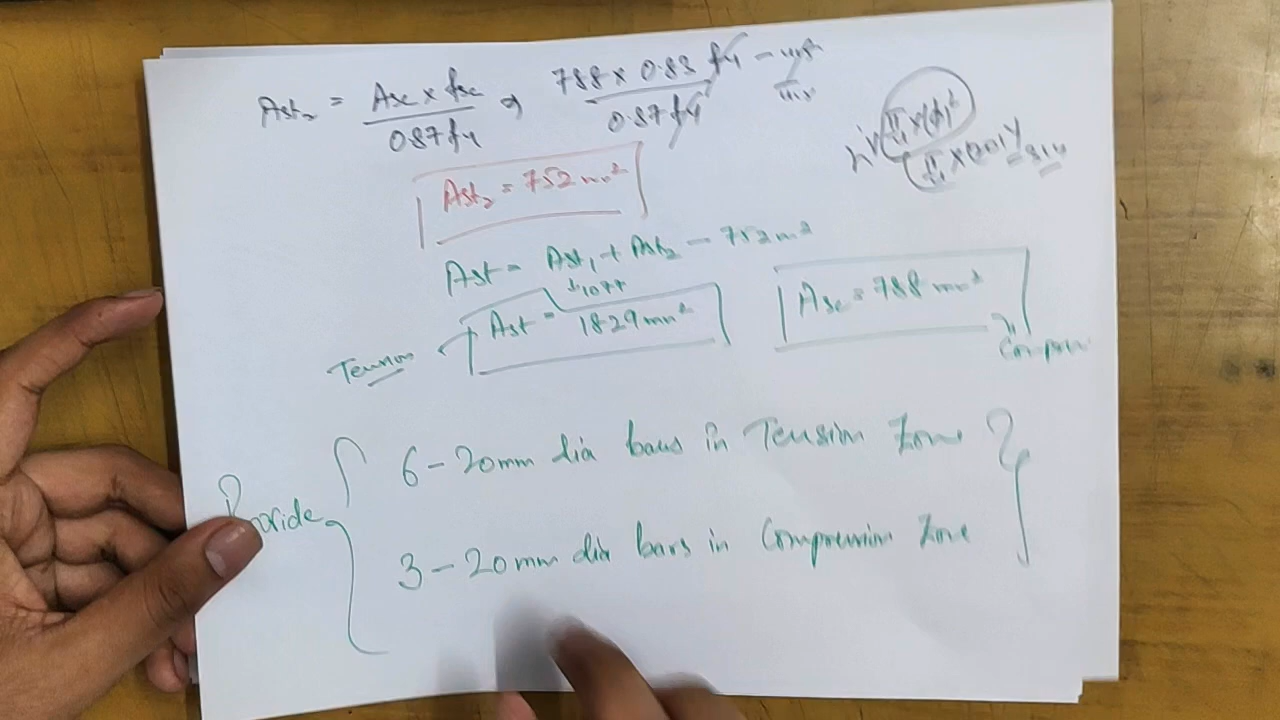 Ast₂ = Asc × fsc / 0.87 fy ⇒ 788 × 0.83 fy / 0.87 fy
π/4 × (ϕ)²
Ast₂ = 752 mm²
Ast = Ast₁ + Ast₂ – 752 mm²
↓ 1077
Ast = 1829 mm²
Asc = 788 mm²
Tension
6 – 20mm dia bars in Tension Zone
Provide
3 – 20mm dia bars in Compression Zone